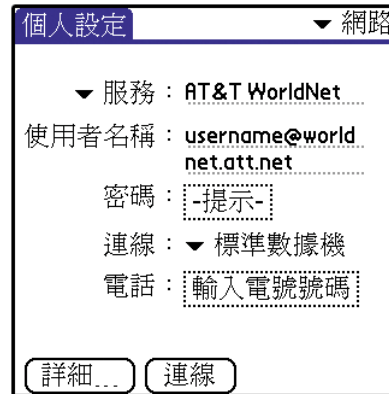 個人設定 ▼ 網路
▼ 服務：AT&T WorldNet
使用者名稱：username@world
net.att.net
密碼：-提示-
連線：▼ 標準數據機
電話：輸入電號號碼
詳細... 連線